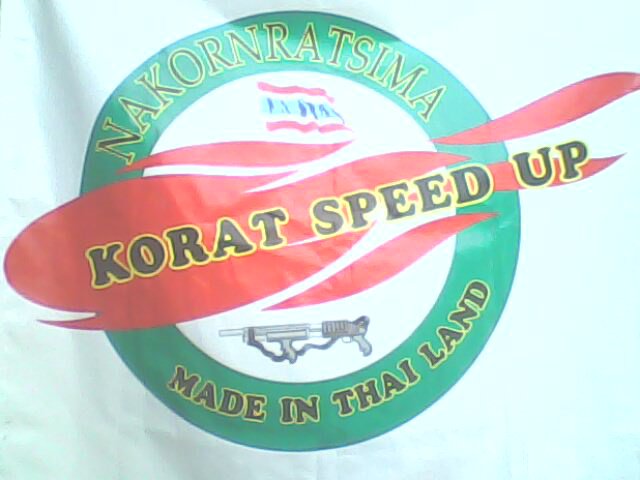 NAKORNRATSIMA
KORAT SPEED UP
MADE IN THAI LAND